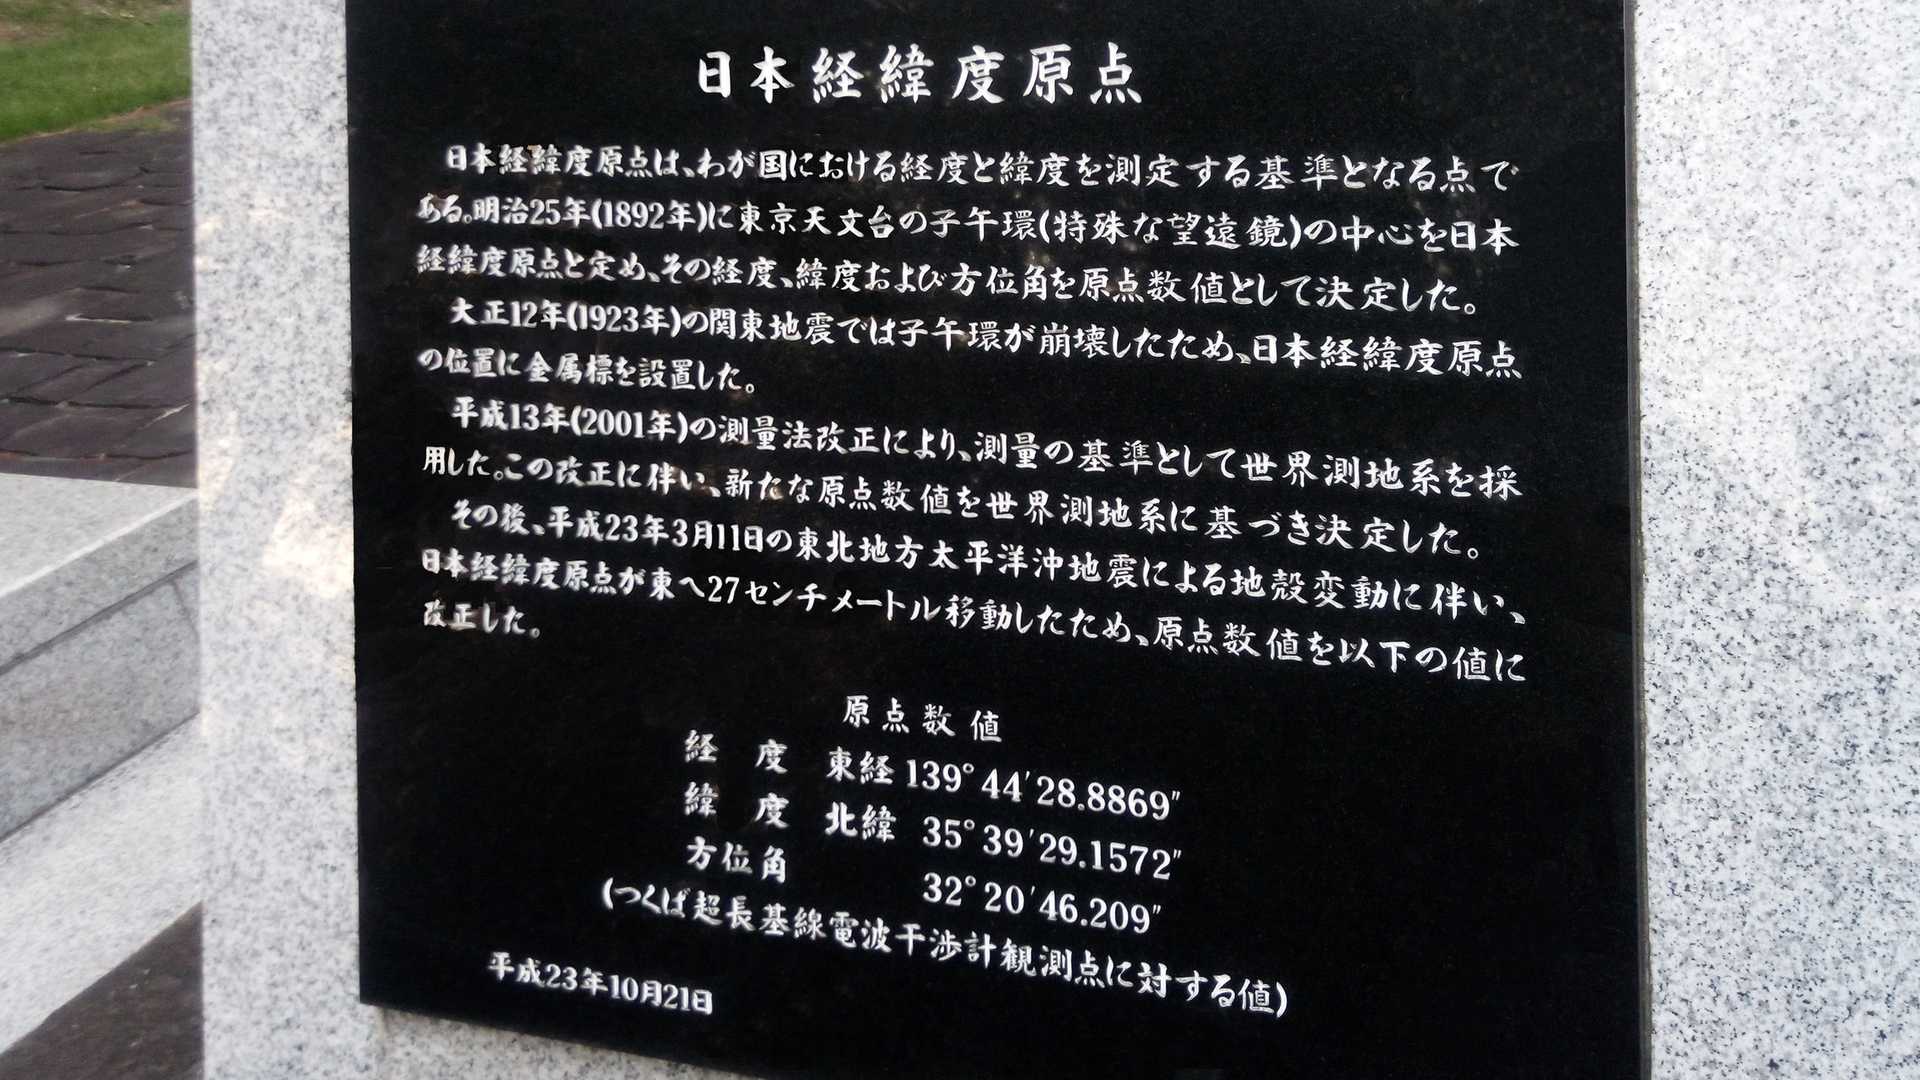 日本経緯度原点
日本経緯度原点は、わが国における経度と緯度を測定する基準となる点で
ある。明治25年(1892年)に東京天文台の子午環(特殊な望遠鏡)の中心を日本
経緯度原点と定め、その経度、緯度および方位角を原点数値として決定した。
大正12年(1923年)の関東地震では子午環が崩壊したため、日本経緯度原点
の位置に金属標を設置した。
平成13年(2001年)の測量法改正により、測量の基準として世界測地系を採
用した。この改正に伴い、新たな原点数値を世界測地系に基づき決定した。
その後、平成23年3月11日の東北地方太平洋沖地震による地殻変動に伴い、
日本経緯度原点が東へ27センチメートル移動したため、原点数値を以下の値に
改正した。
原点数値
経 度 東経 139°44′28.8869″
緯 度 北緯 35°39′29.1572″
方位角 32°20′46.209″
(つくば超長基線電波干渉計観測点に対する値)
平成23年10月21日